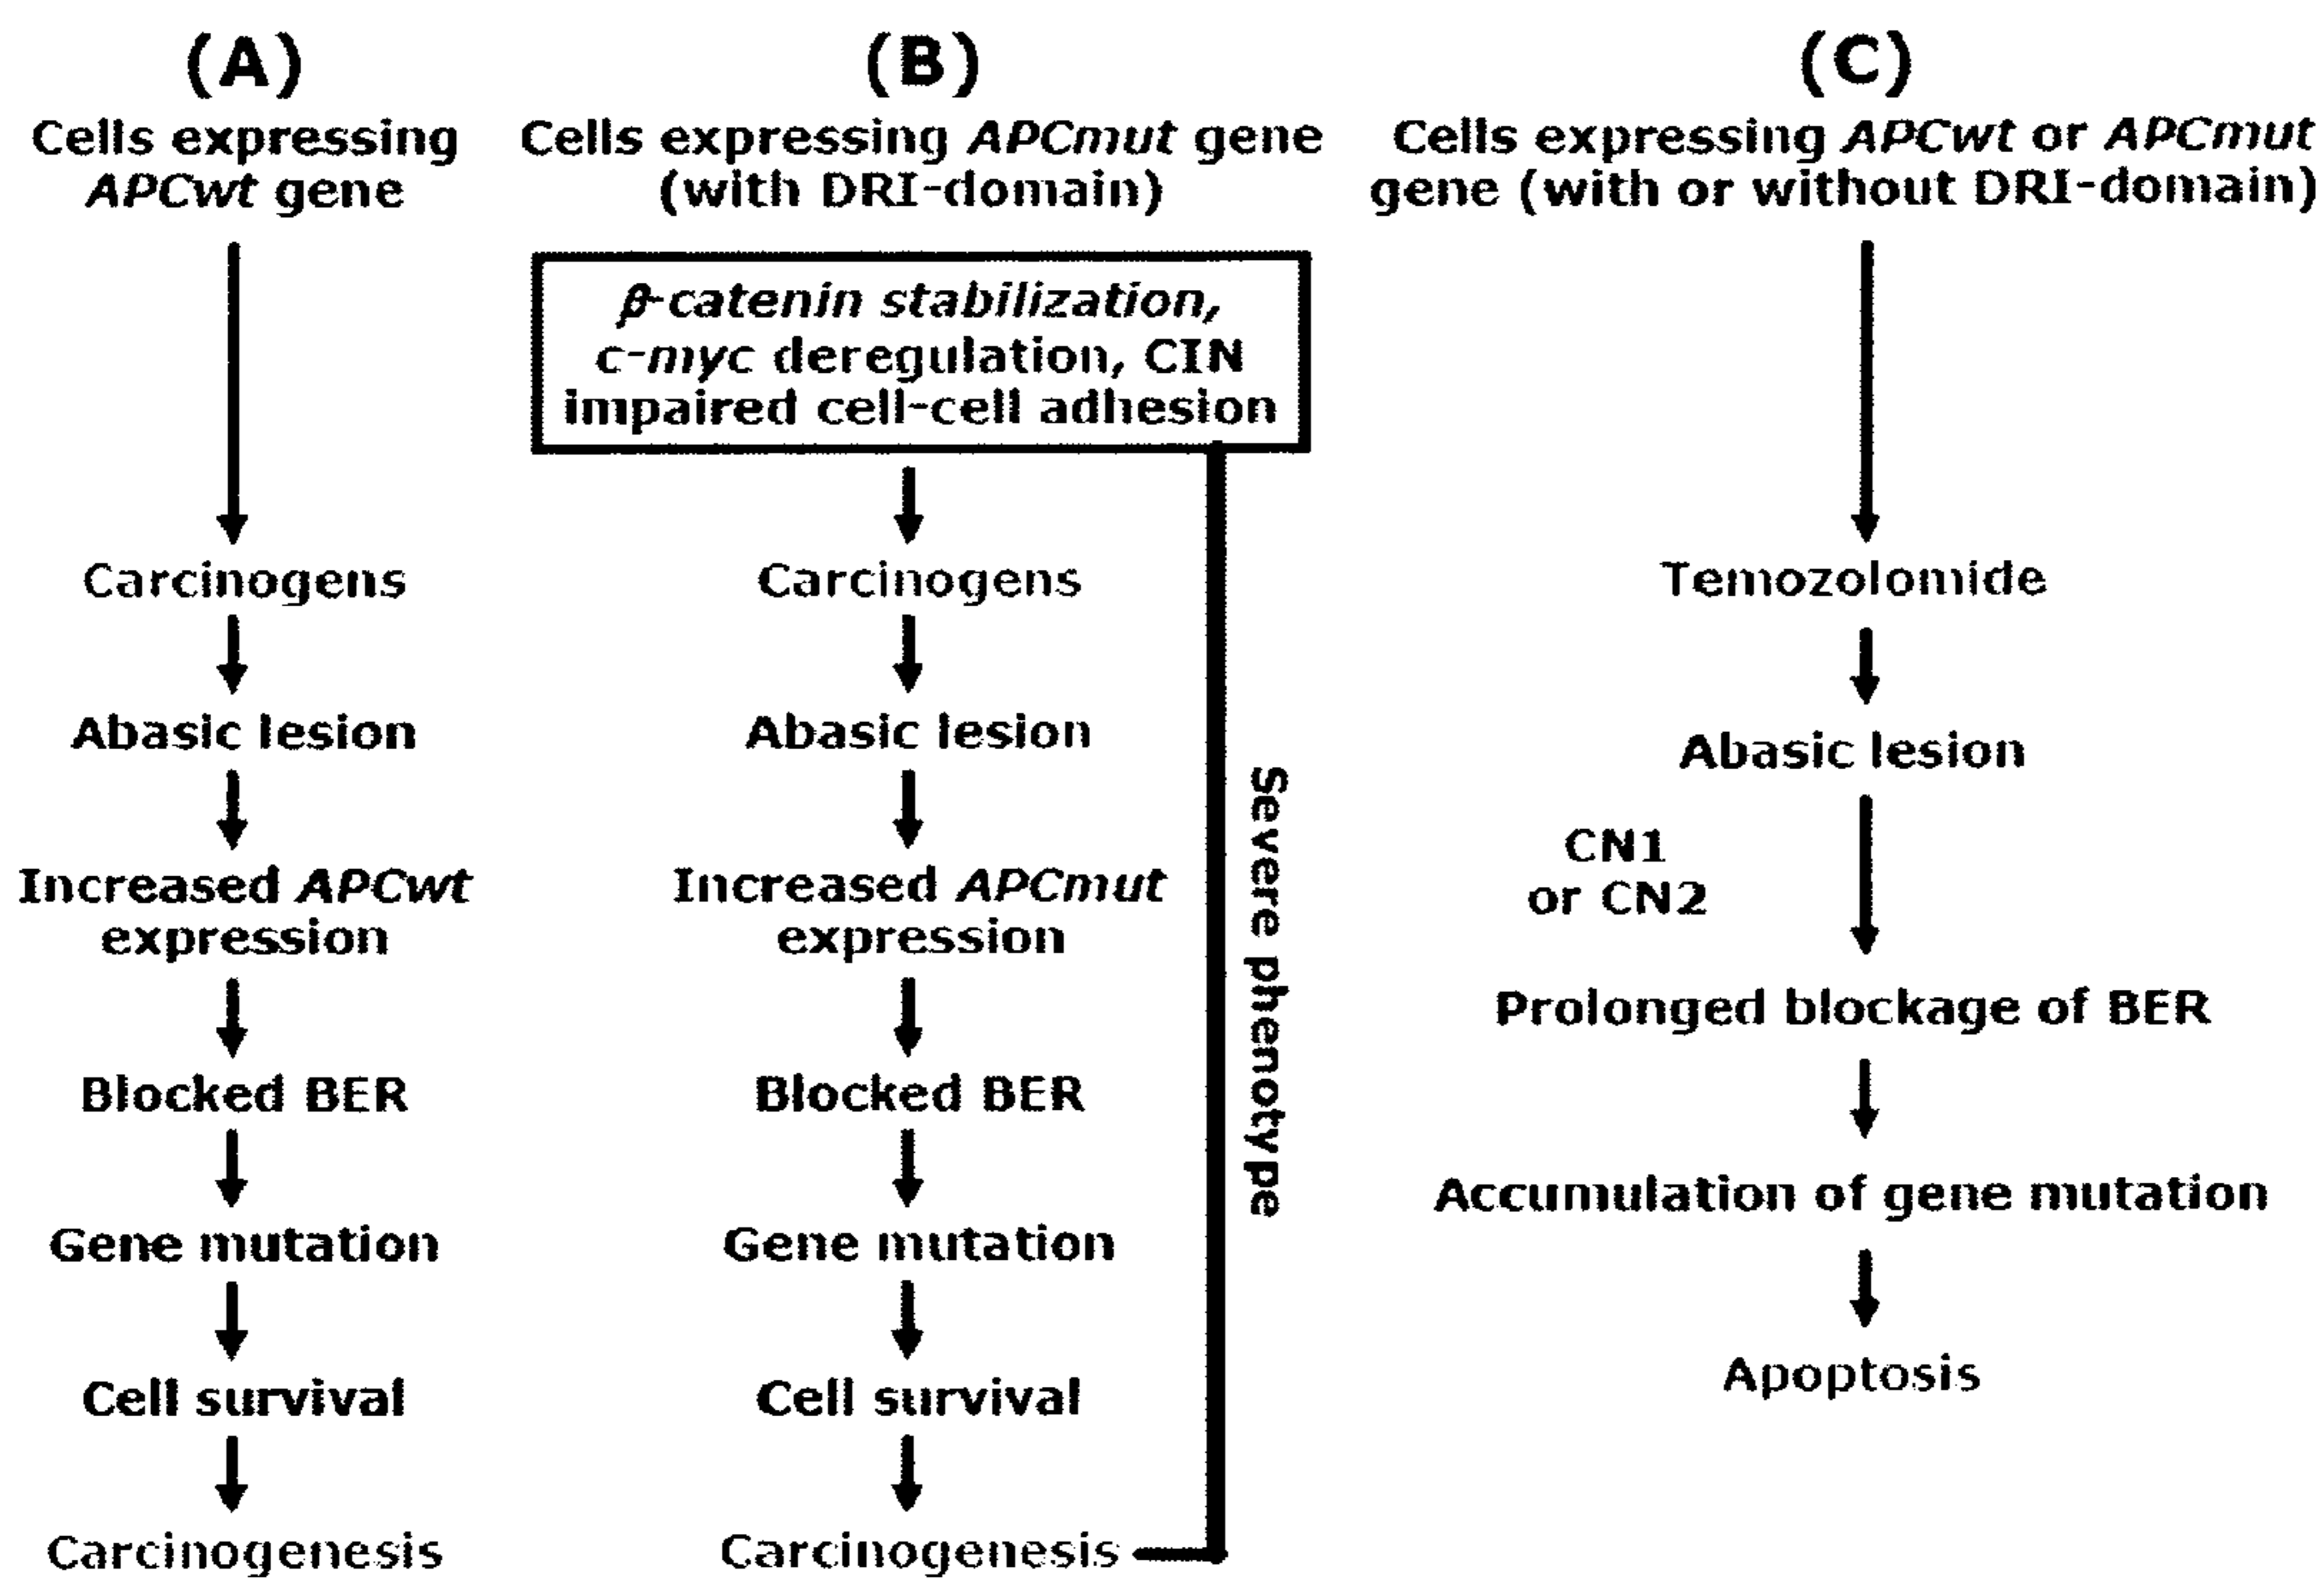 (A)
Cells expressing
APCwt gene
Carcinogens
Abasic lesion
Increased APCwt
expression
Blocked BER
Gene mutation
Cell survival
Carcinogenesis
(B)
Cells expressing APCmut gene
(with DRI-domain)
β-catenin stabilization,
c-myc deregulation, CIN
impaired cell-cell adhesion
Carcinogens
Abasic lesion
Increased APCmut
expression
Blocked BER
Gene mutation
Cell survival
Carcinogenesis
Severe phenotype
(C)
Cells expressing APCwt or APCmut
gene (with or without DRI-domain)
Temozolomide
Abasic lesion
CN1
or CN2
Prolonged blockage of BER
Accumulation of gene mutation
Apoptosis